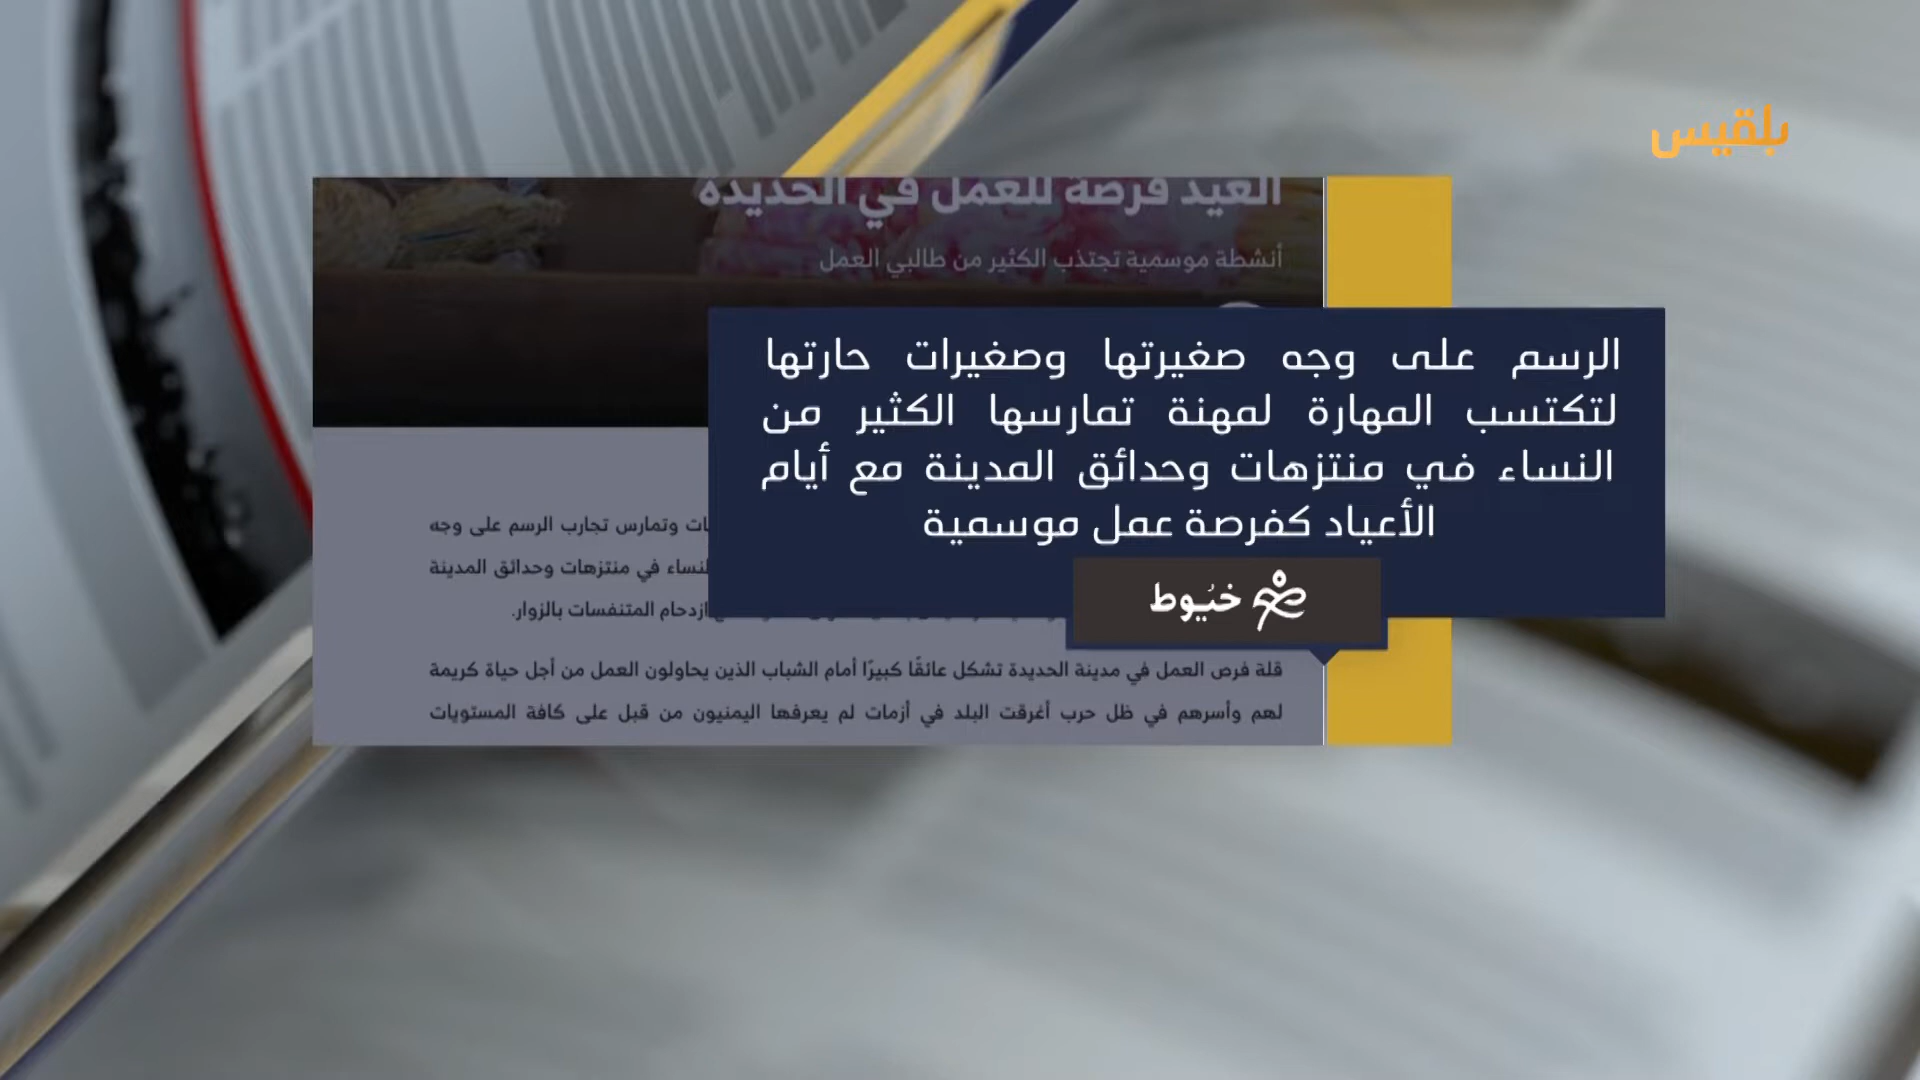 بلقيس
العيد فرصة للعمل في الحديدة
أنشطة موسمية تجتذب الكثير من طالبي العمل
الرسم على وجه صغيرتها وصغيرات حارتها
لتكتسب المهارة لمهنة تمارسها الكثير من
النساء في منتزهات وحدائق المدينة مع أيام
الأعياد كفرصة عمل موسمية
خيوط
وتمارس تجارب الرسم على وجه
النساء في منتزهات وحدائق المدينة
ازدحام المتنفسات بالزوار.
قلة فرص العمل في مدينة الحديدة تشكل عائقًا كبيرًا أمام الشباب الذين يحاولون العمل من أجل حياة كريمة
لهم وأسرهم في ظل حرب أغرقت البلد في أزمات لم يعرفها اليمنيون من قبل على كافة المستويات